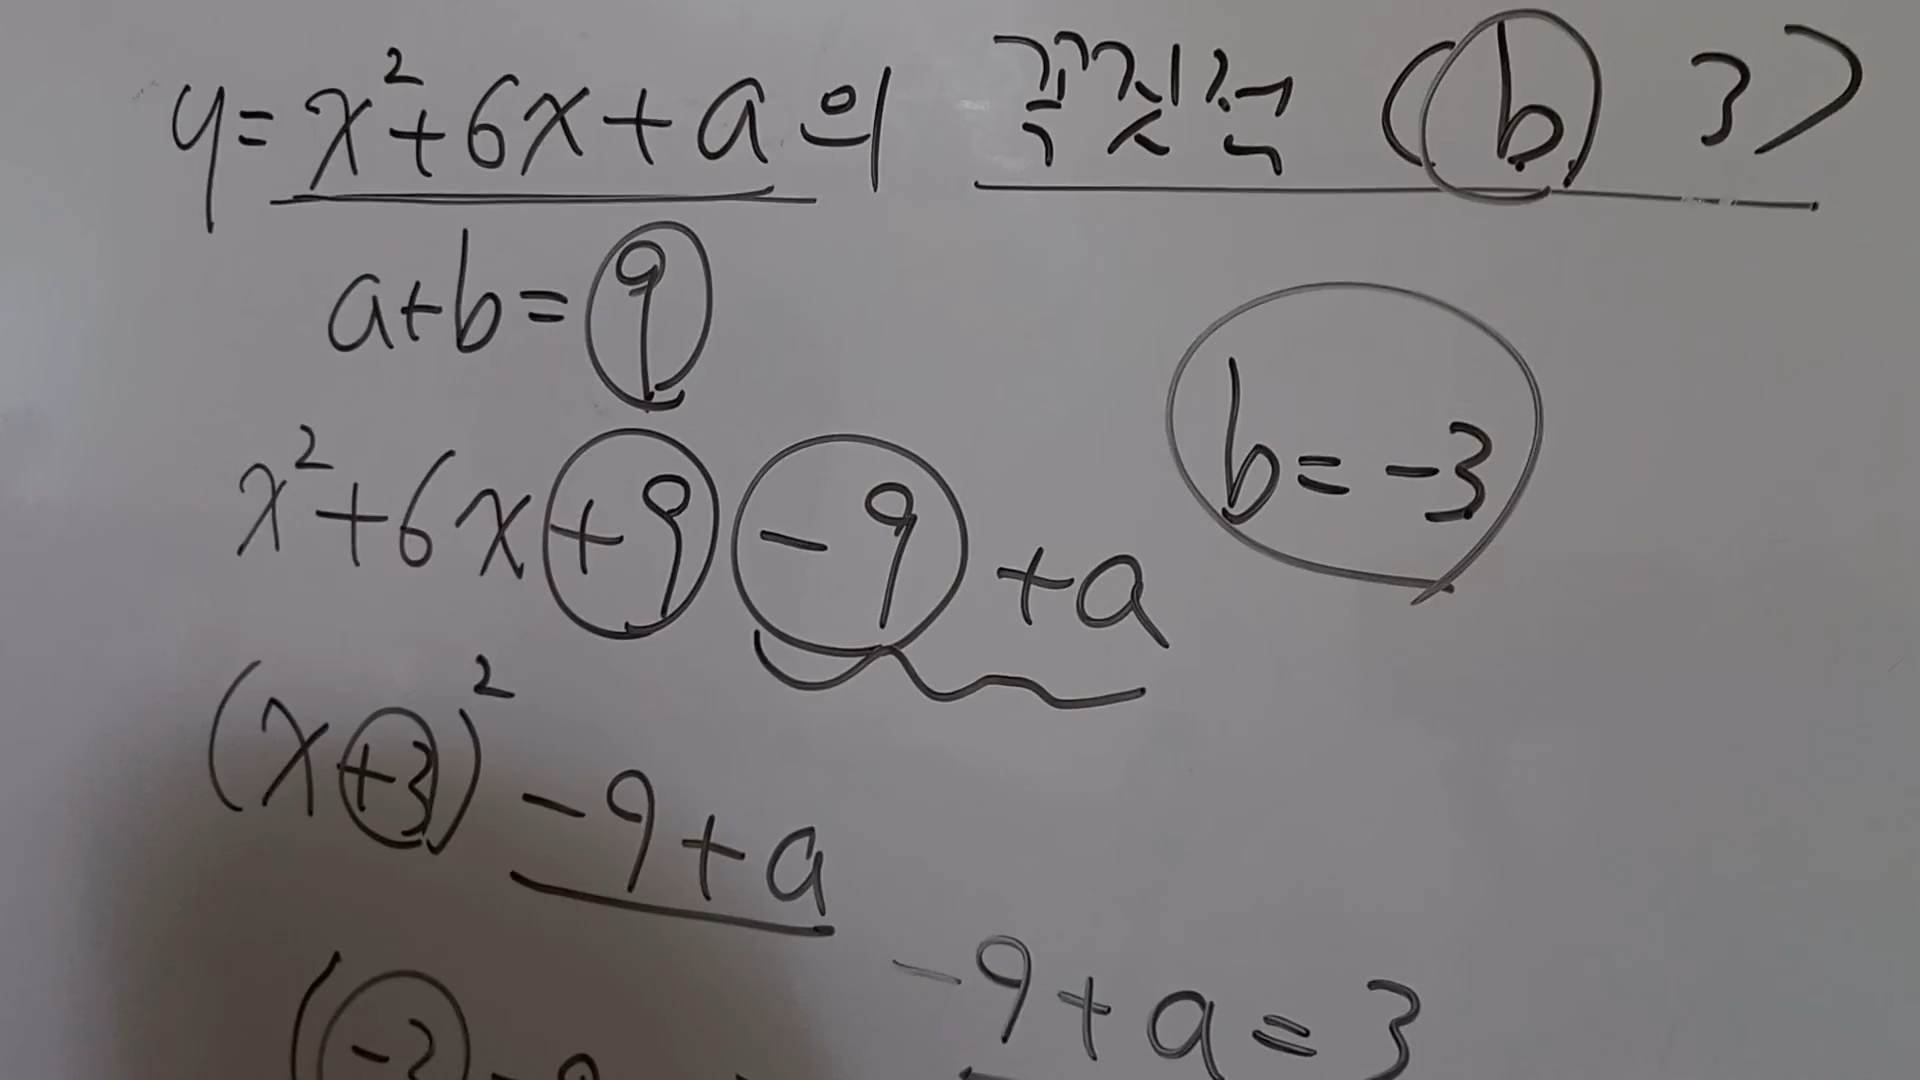 y=x²+6x+a의 꼭짓점 (b, 3)
a+b=9
b=-3
x²+6x+9-9+a
(x+3)²-9+a
-9+a=3
(-3